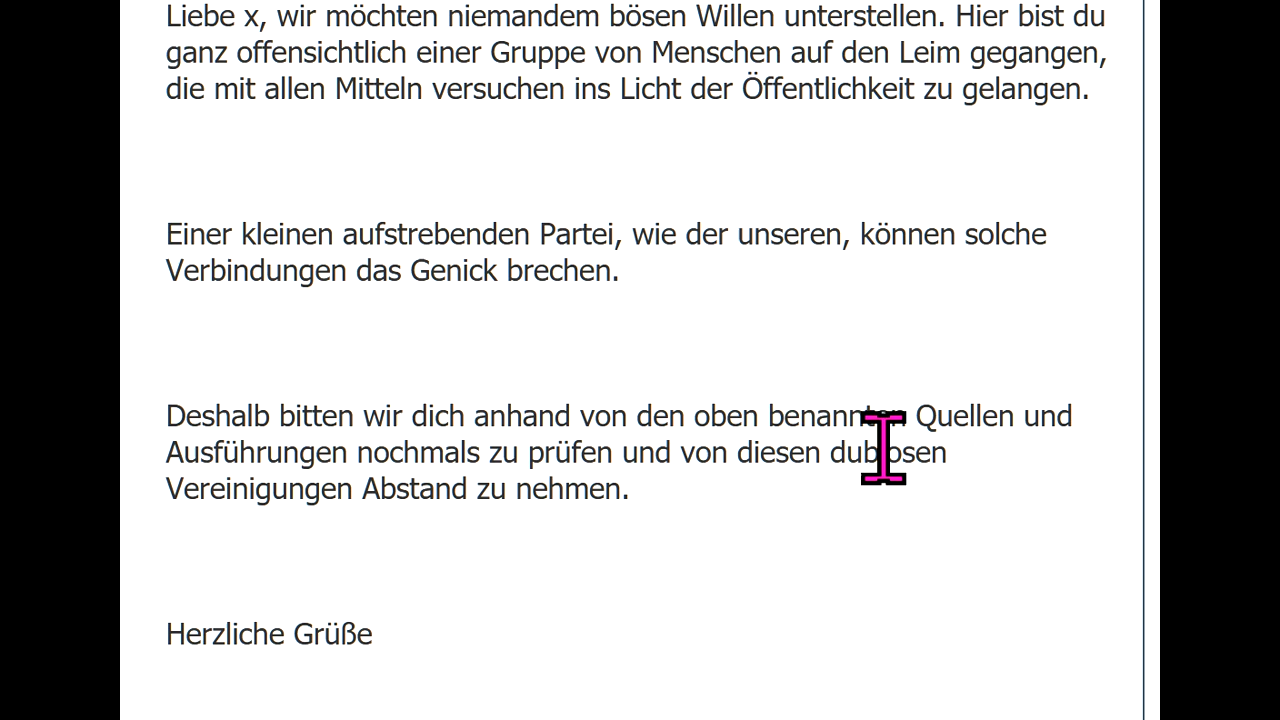 Liebe x, wir möchten niemandem bösen Willen unterstellen. Hier bist du
ganz offensichtlich einer Gruppe von Menschen auf den Leim gegangen,
die mit allen Mitteln versuchen ins Licht der Öffentlichkeit zu gelangen.
Einer kleinen aufstrebenden Partei, wie der unseren, können solche
Verbindungen das Genick brechen.
Deshalb bitten wir dich anhand von den oben benannten Quellen und
Ausführungen nochmals zu prüfen und von diesen dubiosen
Vereinigungen Abstand zu nehmen.
Herzliche Grüße